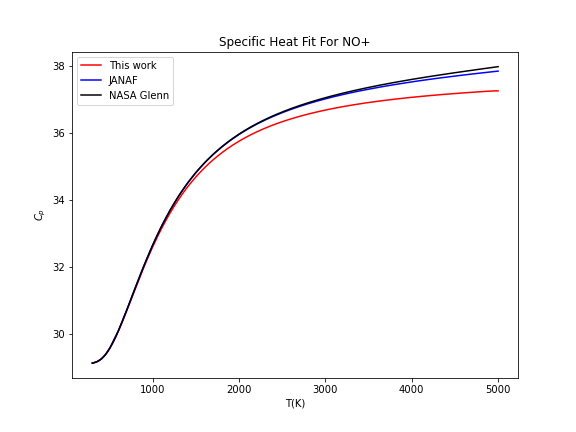 Specific Heat Fit For NO+
This work
JANAF
NASA Glenn
38
36
34
32
30
C_p
1000 2000 3000 4000 5000
T(K)